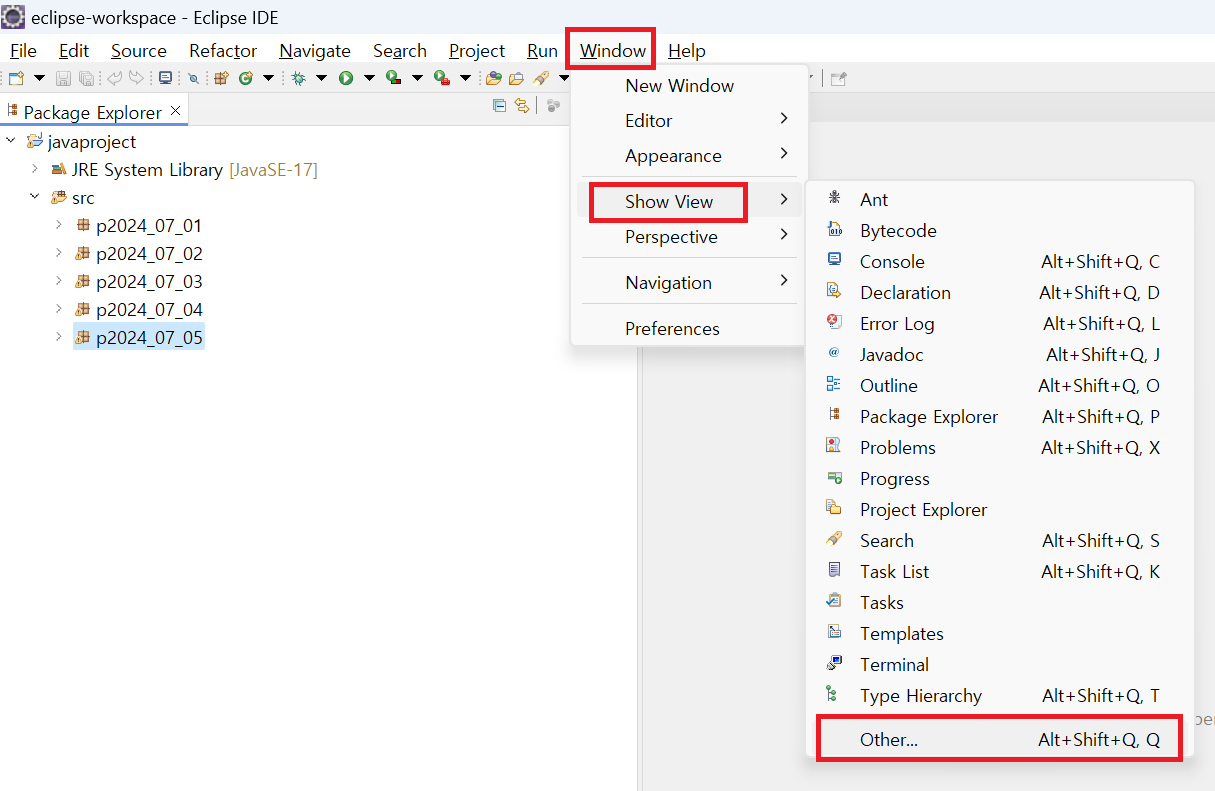 eclipse-workspace - Eclipse IDE
File Edit Source Refactor Navigate Search Project Run Window Help
Package Explorer
javaproject
JRE System Library [JavaSE-17]
src
p2024_07_01
p2024_07_02
p2024_07_03
p2024_07_04
p2024_07_05
New Window
Editor
Appearance
Show View
Perspective
Navigation
Preferences
Ant
Bytecode
Console Alt+Shift+Q, C
Declaration Alt+Shift+Q, D
Error Log Alt+Shift+Q, L
Javadoc Alt+Shift+Q, J
Outline Alt+Shift+Q, O
Package Explorer Alt+Shift+Q, P
Problems Alt+Shift+Q, X
Progress
Project Explorer
Search Alt+Shift+Q, S
Task List Alt+Shift+Q, K
Tasks
Templates
Terminal
Type Hierarchy Alt+Shift+Q, T
Other... Alt+Shift+Q, Q